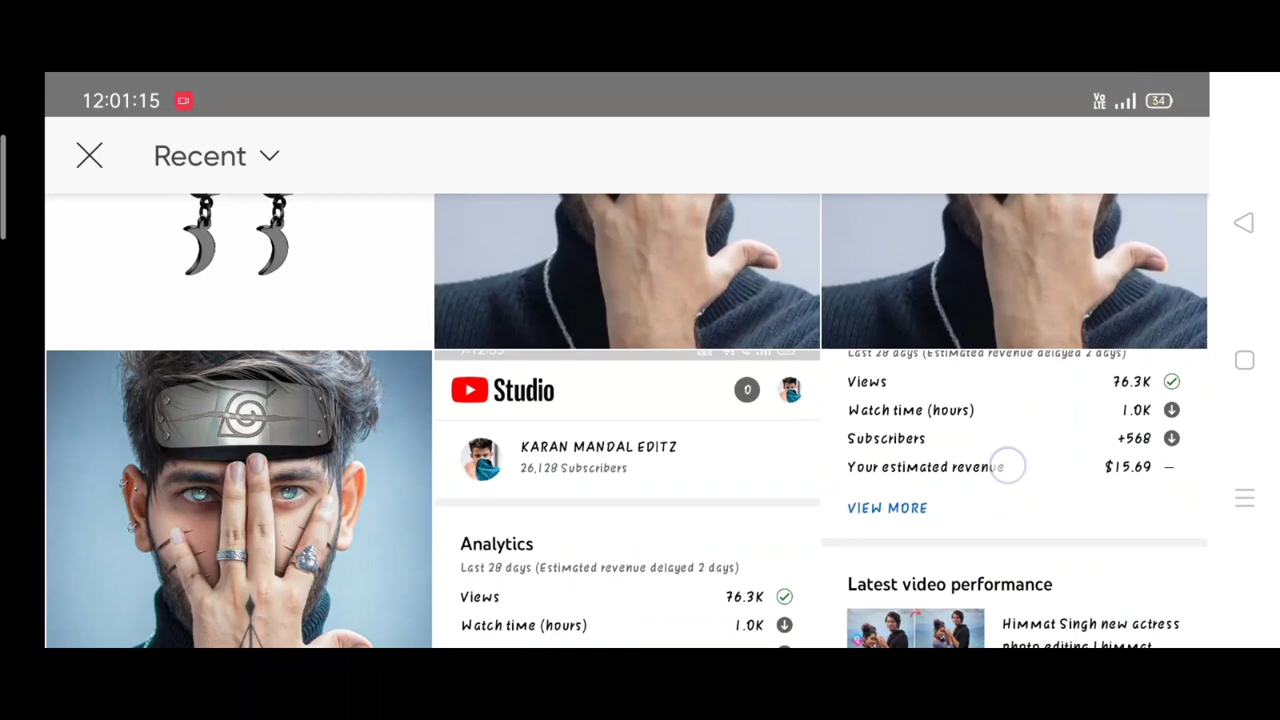 12:01:15
Vo LTE 34
Recent
Last 28 days (Estimated revenue delayed 2 days)
Views 76.3K
Watch time (hours) 1.0K
Subscribers +568
Your estimated revenue $15.69 –
VIEW MORE
Latest video performance
Himmat Singh new actress
photo editing | himmat
Studio 0
KARAN MANDAL EDITZ
26,128 Subscribers
Analytics
Last 28 days (Estimated revenue delayed 2 days)
Views 76.3K
Watch time (hours) 1.0K